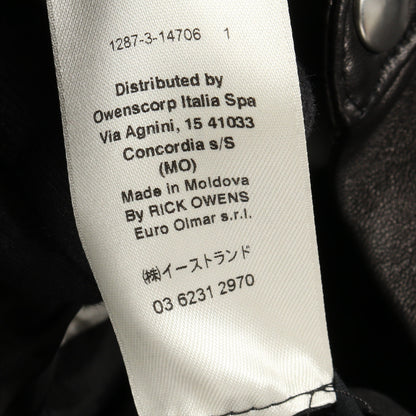 1287-3-14706 1
Distributed by
Owenscorp Italia Spa
Via Agnini, 15 41033
Concordia s/S
(MO)
Made in Moldova
By RICK OWENS
Euro Olmar s.r.l.
㈱イーストランド
03 6231 2970